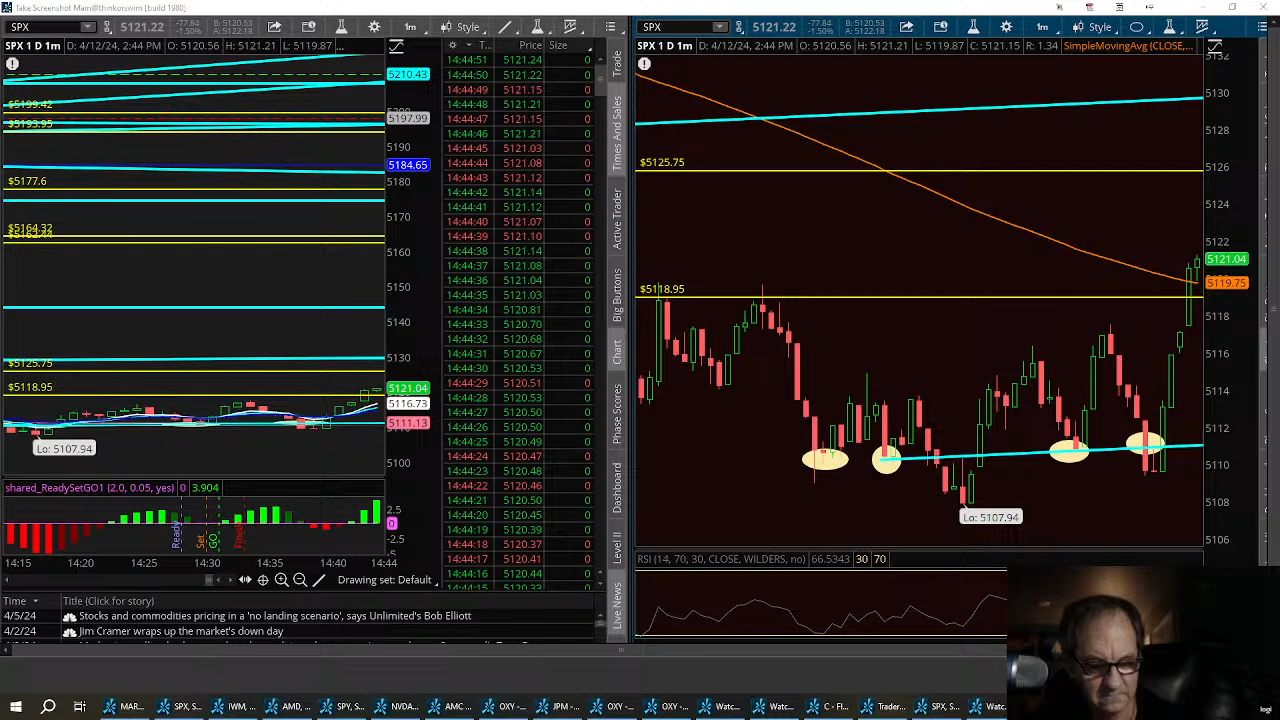 Take Screenshot Main@thinkorswim [build 1980]
SPX 5121.22 -77.84 -1.50% B: 5120.53 A: 5122.18 1m Style
SPX 1 D 1m D: 4/12/24, 2:44 PM O: 5120.56 H: 5121.21 L: 5119.87 ...
5210.43
$5199.42
5200
5197.99
$5193.95
5190
5184.65
5180
$5177.6
5170
$5164.32
5160
5150
5140
5130
$5125.75
$5118.95
5121.04
5116.73
5111.13
Lo: 5107.94
5100
shared_ReadySetGO1 (2.0, 0.05, yes) 0 3.904
2.5
0
-2.5
Ready Set GO Finish
14:15 14:20 14:25 14:30 14:35 14:40 14:44
Drawing set: Default
Time Title (Click for story)
4/5/24 Stocks and commodities pricing in a 'no landing scenario', says Unlimited's Bob Elliott
4/2/24 Jim Cramer wraps up the market's down day
T... Price Size
14:44:51 5121.24 0
14:44:50 5121.22 0
14:44:49 5121.15 0
14:44:48 5121.21 0
14:44:47 5121.15 0
14:44:46 5121.21 0
14:44:45 5121.03 0
14:44:44 5121.08 0
14:44:43 5121.12 0
14:44:42 5121.14 0
14:44:41 5121.12 0
14:44:40 5121.07 0
14:44:39 5121.10 0
14:44:38 5121.14 0
14:44:37 5121.08 0
14:44:36 5121.04 0
14:44:35 5121.03 0
14:44:34 5120.81 0
14:44:33 5120.70 0
14:44:32 5120.68 0
14:44:31 5120.67 0
14:44:30 5120.53 0
14:44:29 5120.51 0
14:44:28 5120.53 0
14:44:27 5120.51 0
14:44:26 5120.50 0
14:44:25 5120.49 0
14:44:24 5120.47 0
14:44:23 5120.48 0
14:44:22 5120.46 0
14:44:21 5120.50 0
14:44:20 5120.50 0
14:44:19 5120.39 0
14:44:18 5120.37 0
14:44:17 5120.41 0
14:44:16 5120.44 0
14:44:15 5120.33 0
Trade
Times And Sales
Active Trader
Big Buttons
Chart
Phase Scores
Dashboard
Level II
Live News
SPX 5121.22 -77.84 -1.50% B: 5120.53 A: 5122.18 1m Style
SPX 1 D 1m D: 4/12/24, 2:44 PM O: 5120.56 H: 5121.21 L: 5119.87 C: 5121.15 R: 1.34 SimpleMovingAvg (CLOSE,...
5132
5130
5128
5126
$5125.75
5124
5122
5121.04
5119.75
$5118.95
5118
5116
5114
5112
5110
5108
5106
Lo: 5107.94
RSI (14, 70, 30, CLOSE, WILDERS, no) 66.5343 30 70
MAR... SPX, S... IWM, ... AMD, ... SPY, S... NVDA... AMC ... OXY -... JPM -... OXY -... OXY -... Watc... Watc... C - Fl... Trader... SPX,S... Watc...
logi